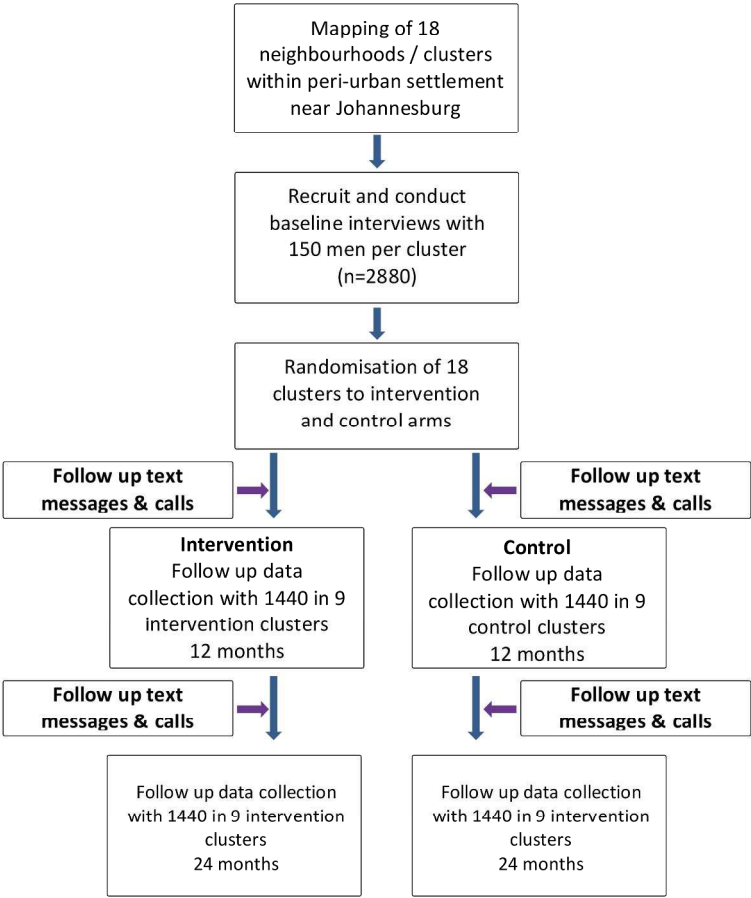 Mapping of 18
neighbourhoods / clusters
within peri-urban settlement
near Johannesburg
Recruit and conduct
baseline interviews with
150 men per cluster
(n=2880)
Randomisation of 18
clusters to intervention
and control arms
Follow up text
messages & calls
Follow up text
messages & calls
Intervention
Follow up data
collection with 1440 in 9
intervention clusters
12 months
Control
Follow up data
collection with 1440 in 9
control clusters
12 months
Follow up text
messages & calls
Follow up text
messages & calls
Follow up data collection
with 1440 in 9 intervention
clusters
24 months
Follow up data collection
with 1440 in 9 intervention
clusters
24 months